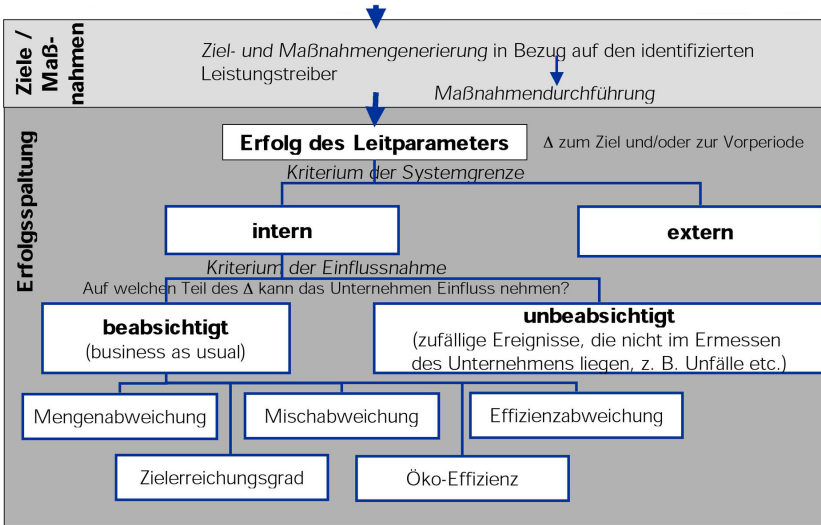 Ziele /
Maß-
nahmen
Ziel- und Maßnahmengenerierung in Bezug auf den identifizierten
Leistungstreiber
Maßnahmendurchführung
Erfolgsspaltung
Erfolg des Leitparameters
Δ zum Ziel und/oder zur Vorperiode
Kriterium der Systemgrenze
intern
extern
Kriterium der Einflussnahme
Auf welchen Teil des Δ kann das Unternehmen Einfluss nehmen?
beabsichtigt
(business as usual)
unbeabsichtigt
(zufällige Ereignisse, die nicht im Ermessen
des Unternehmens liegen, z. B. Unfälle etc.)
Mengenabweichung
Mischabweichung
Effizienzabweichung
Zielerreichungsgrad
Öko-Effizienz